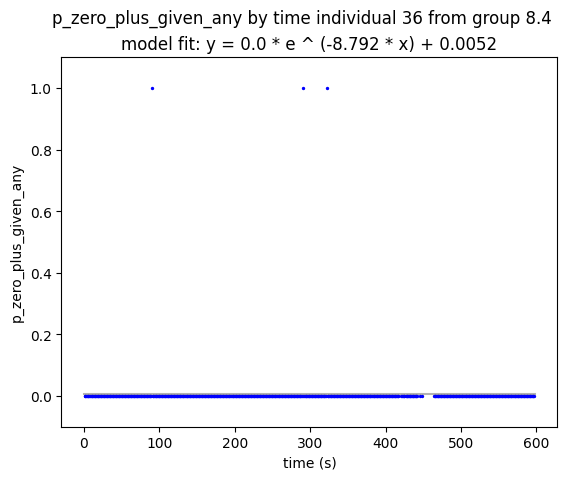 p_zero_plus_given_any by time individual 36 from group 8.4
model fit: y = 0.0 * e ^ (-8.792 * x) + 0.0052
1.0
0.8
0.6
0.4
0.2
0.0
p_zero_plus_given_any
0 100 200 300 400 500 600
time (s)